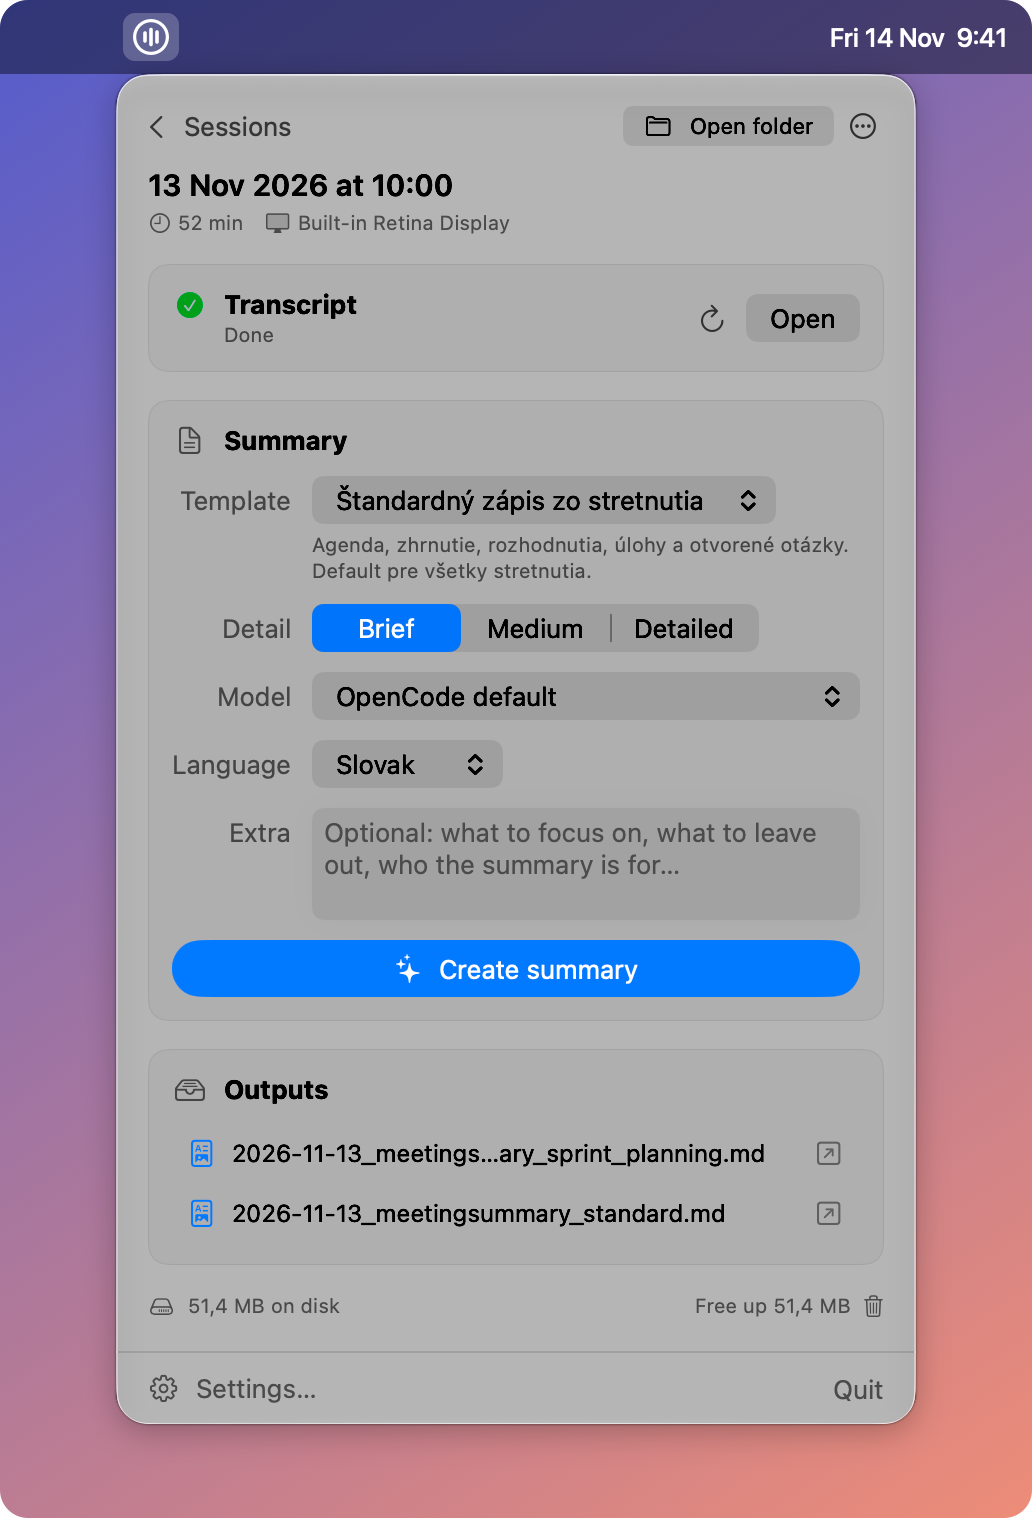 Fri 14 Nov 9:41
Sessions
Open folder
13 Nov 2026 at 10:00
52 min
Built-in Retina Display
Transcript
Done
Open
Summary
Template
Štandardný zápis zo stretnutia
Agenda, zhrnutie, rozhodnutia, úlohy a otvorené otázky.
Default pre všetky stretnutia.
Detail
Brief
Medium
Detailed
Model
OpenCode default
Language
Slovak
Extra
Optional: what to focus on, what to leave
out, who the summary is for...
Create summary
Outputs
2026-11-13_meetings...ary_sprint_planning.md
2026-11-13_meetingsummary_standard.md
51,4 MB on disk
Free up 51,4 MB
Settings...
Quit